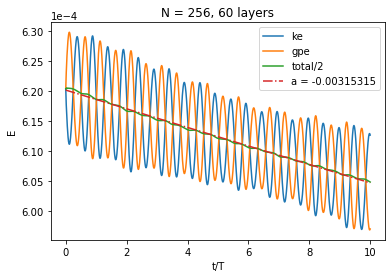 N = 256, 60 layers
1e−4
6.30
6.25
6.20
6.15
6.10
6.05
6.00
E
ke
gpe
total/2
a = -0.00315315
0 2 4 6 8 10
t/T